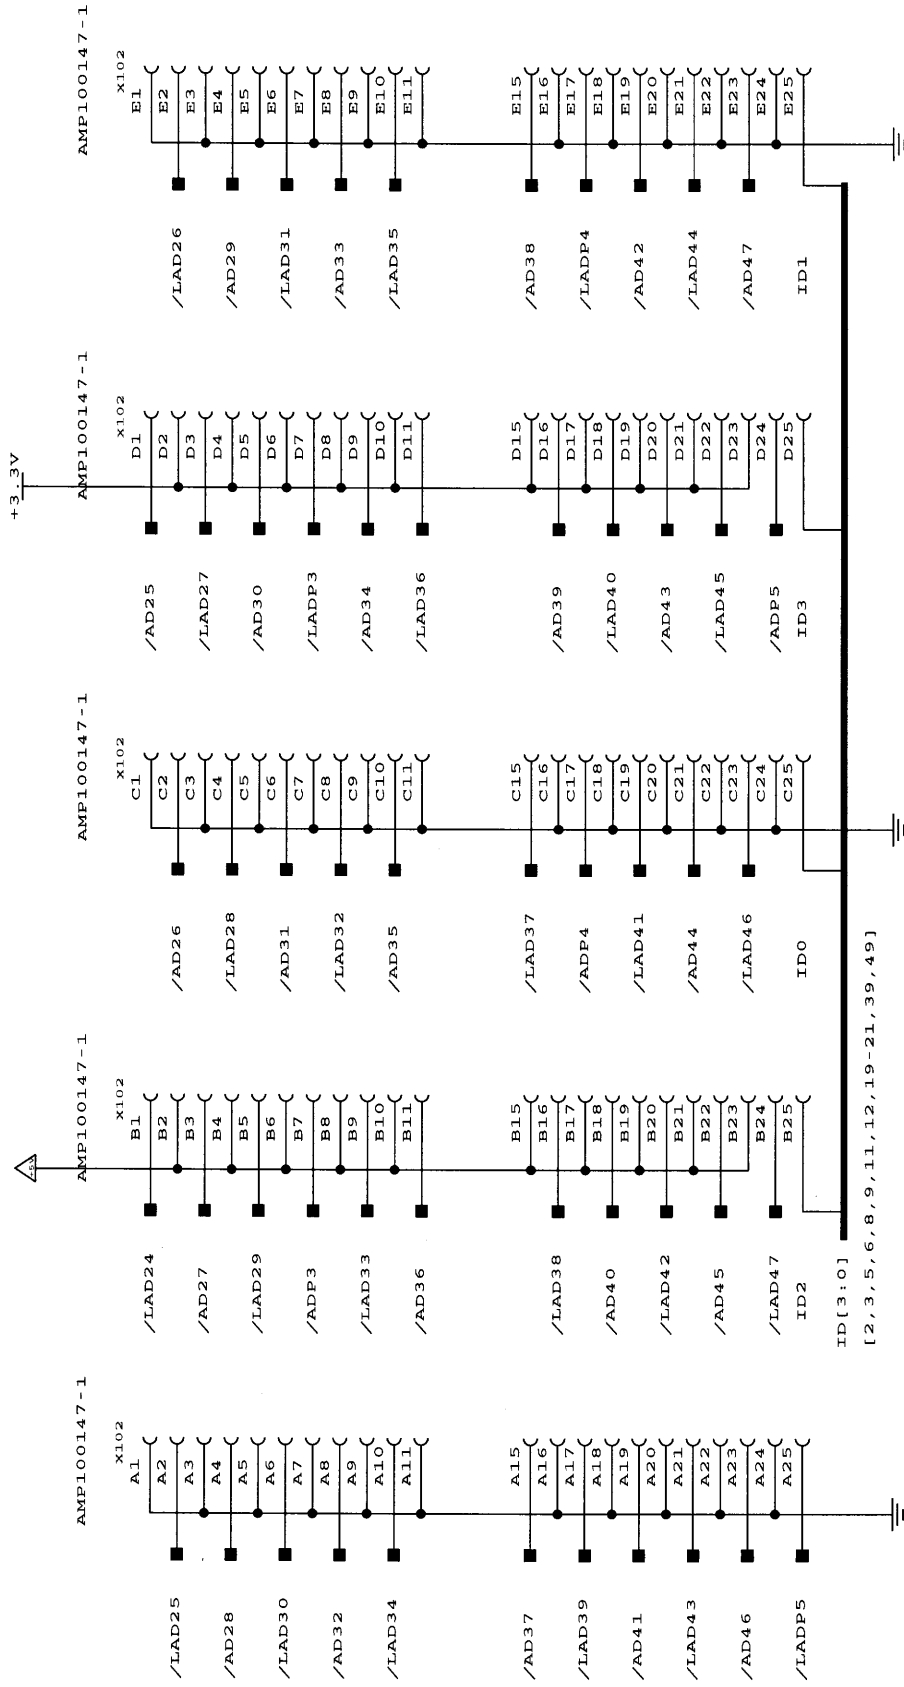 AMP100147-1
X102
A1
A2
A3
A4
A5
A6
A7
A8
A9
A10
A11
A15
A16
A17
A18
A19
A20
A21
A22
A23
A24
A25
/LAD25
/AD28
/LAD30
/AD32
/LAD34
/AD37
/LAD39
/AD41
/LAD43
/AD46
/LADP5
+5V
AMP100147-1
X102
B1
B2
B3
B4
B5
B6
B7
B8
B9
B10
B11
B15
B16
B17
B18
B19
B20
B21
B22
B23
B24
B25
/LAD24
/AD27
/LAD29
/ADP3
/LAD33
/AD36
/LAD38
/AD40
/LAD42
/AD45
/LAD47
ID2
AMP100147-1
X102
C1
C2
C3
C4
C5
C6
C7
C8
C9
C10
C11
C15
C16
C17
C18
C19
C20
C21
C22
C23
C24
C25
/AD26
/LAD28
/AD31
/LAD32
/AD35
/LAD37
/ADP4
/LAD41
/AD44
/LAD46
ID0
+3.3V
AMP100147-1
X102
D1
D2
D3
D4
D5
D6
D7
D8
D9
D10
D11
D15
D16
D17
D18
D19
D20
D21
D22
D23
D24
D25
/AD25
/LAD27
/AD30
/LADP3
/AD34
/LAD36
/AD39
/LAD40
/AD43
/LAD45
/ADP5
ID3
AMP100147-1
X102
E1
E2
E3
E4
E5
E6
E7
E8
E9
E10
E11
E15
E16
E17
E18
E19
E20
E21
E22
E23
E24
E25
/LAD26
/AD29
/LAD31
/AD33
/LAD35
/AD38
/LADP4
/AD42
/LAD44
/AD47
ID1
ID[3:0]
[2,3,5,6,8,9,11,12,19-21,39,49]